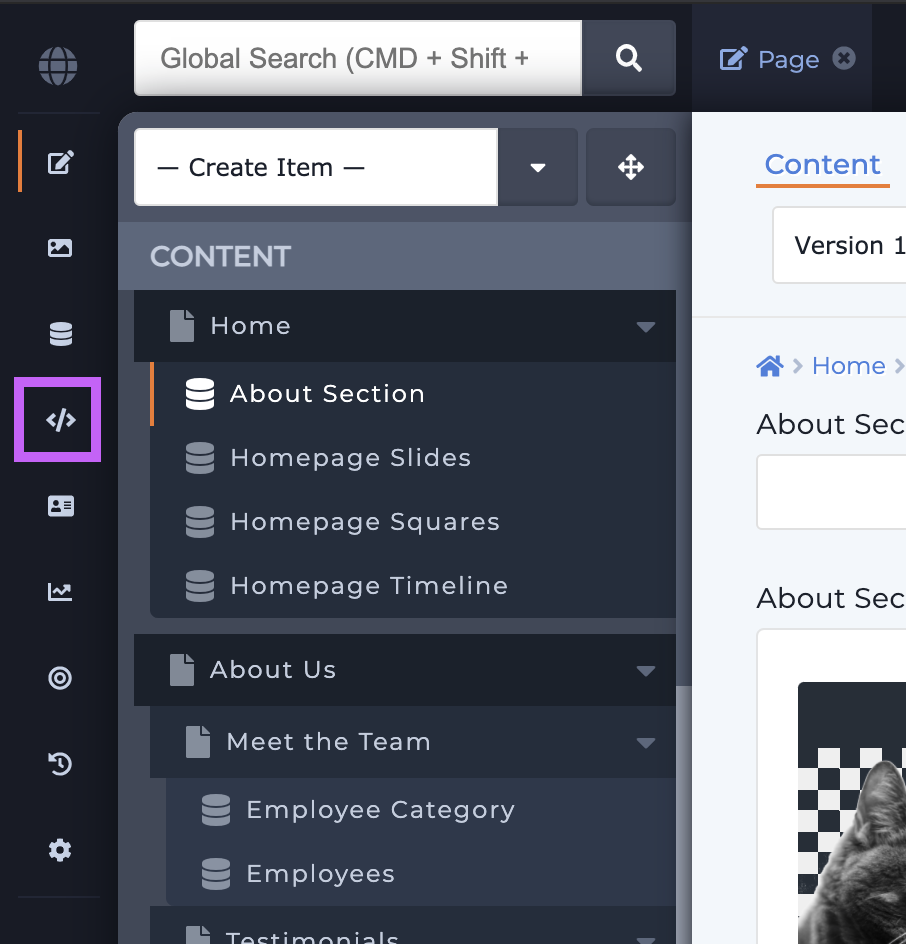 Global Search (CMD + Shift +
Page
— Create Item —
Content
Version 1
CONTENT
Home
Home
About Section
About Sec
Homepage Slides
Homepage Squares
Homepage Timeline
About Sec
About Us
Meet the Team
Employee Category
Employees
Testimonials